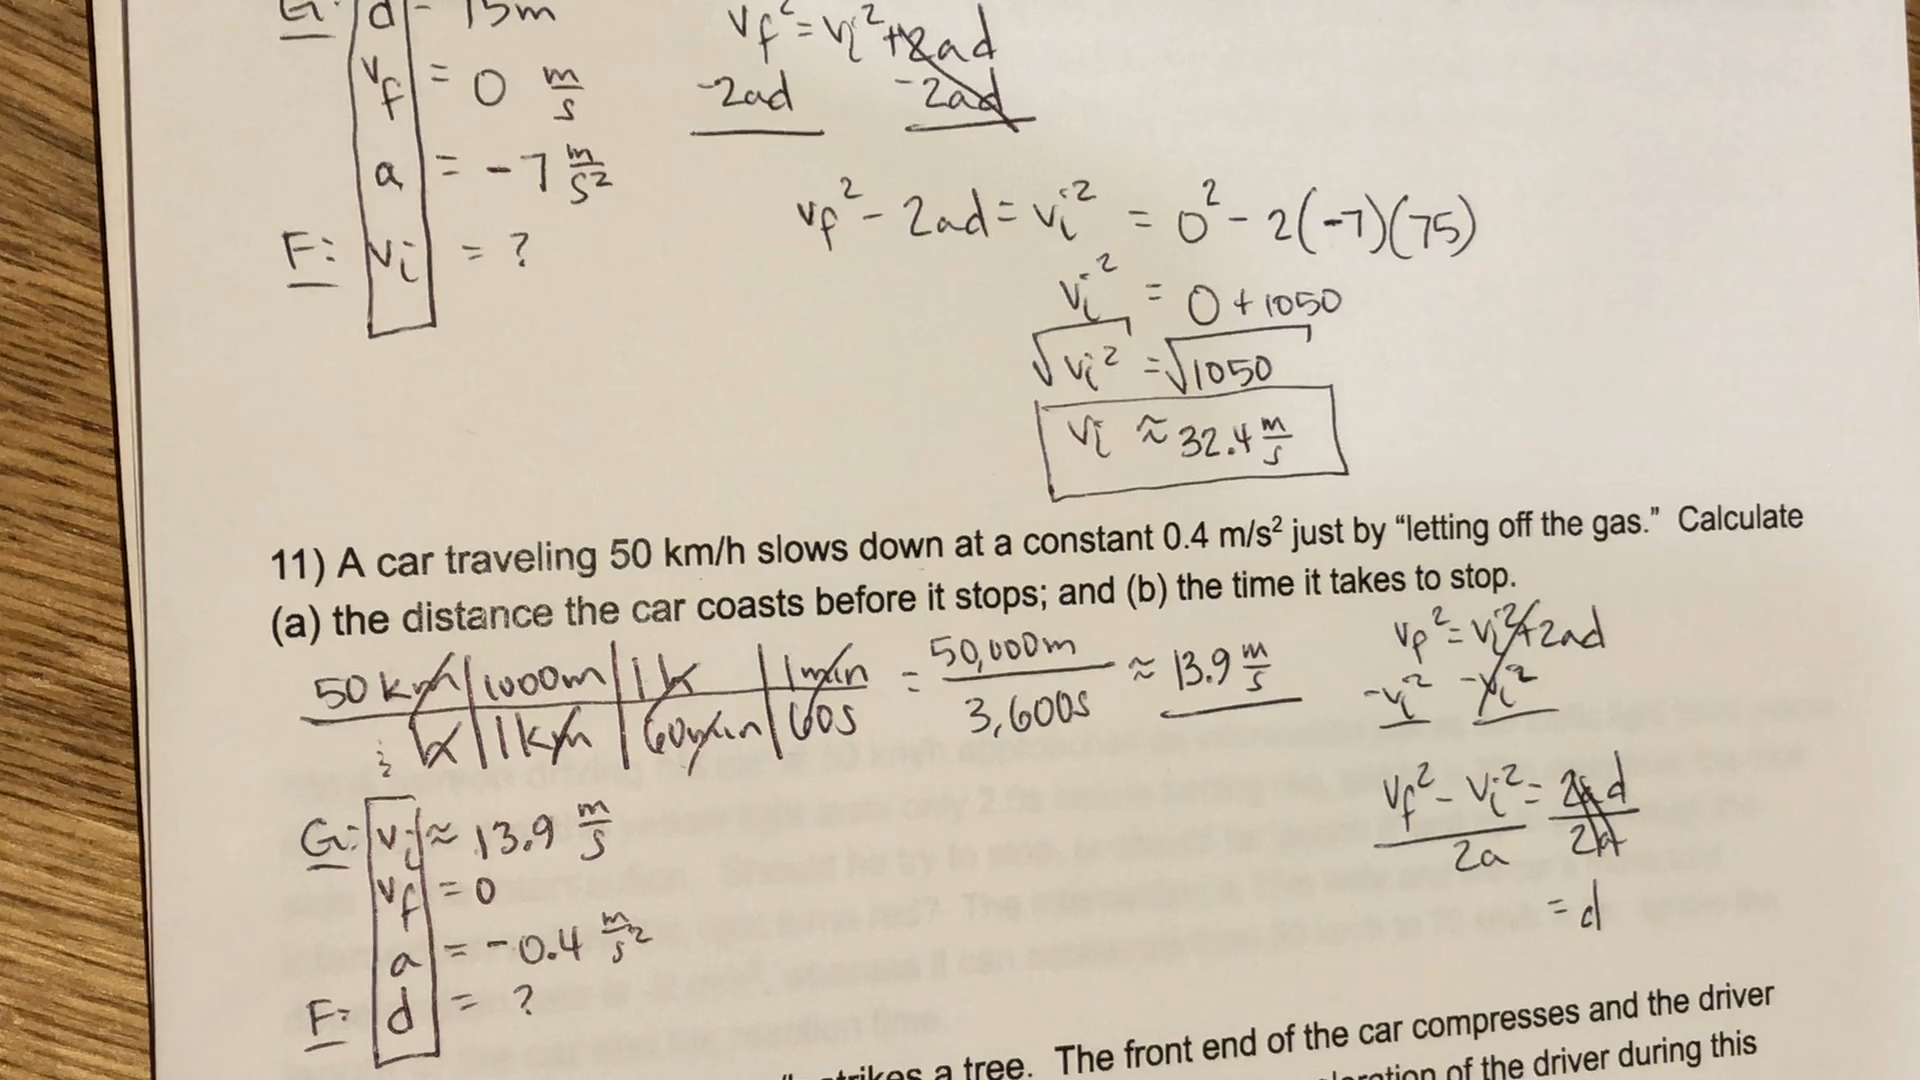 G: d = 75m
vf = 0 m/s
a = -7 m/s²
F: vi = ?
vf² = vi² + 2ad
-2ad -2ad
vf² - 2ad = vi² = 0² - 2(-7)(75)
vi² = 0 + 1050
√vi² = √1050
vi ≈ 32.4 m/s
11) A car traveling 50 km/h slows down at a constant 0.4 m/s² just by “letting off the gas.” Calculate
(a) the distance the car coasts before it stops; and (b) the time it takes to stop.
50 km | 1000m | 1h | 1min = 50,000m ≈ 13.9 m/s
h | 1km | 60min | 60s 3,600s
G: vi ≈ 13.9 m/s
vf = 0
a = -0.4 m/s²
F: d = ?
vf² = vi² + 2ad
-vi² -vi²
vf² - vi² = 2ad
2a 2a
= d
strikes a tree. The front end of the car compresses and the driver
of the driver during this